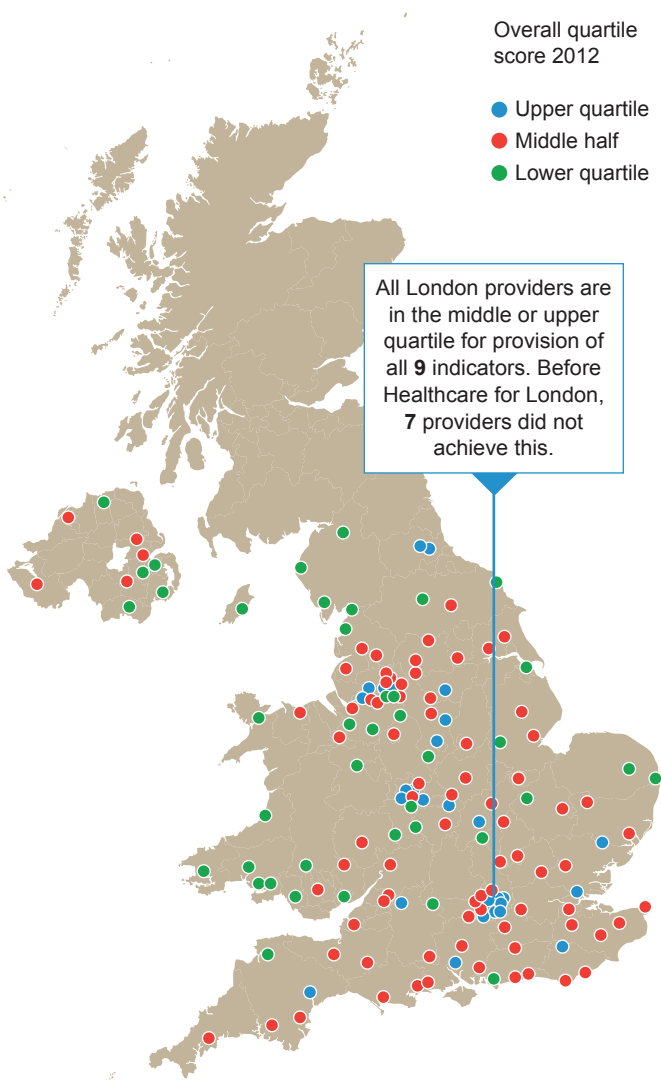 Overall quartile
score 2012
Upper quartile
Middle half
Lower quartile
All London providers are
in the middle or upper
quartile for provision of
all 9 indicators. Before
Healthcare for London,
7 providers did not
achieve this.